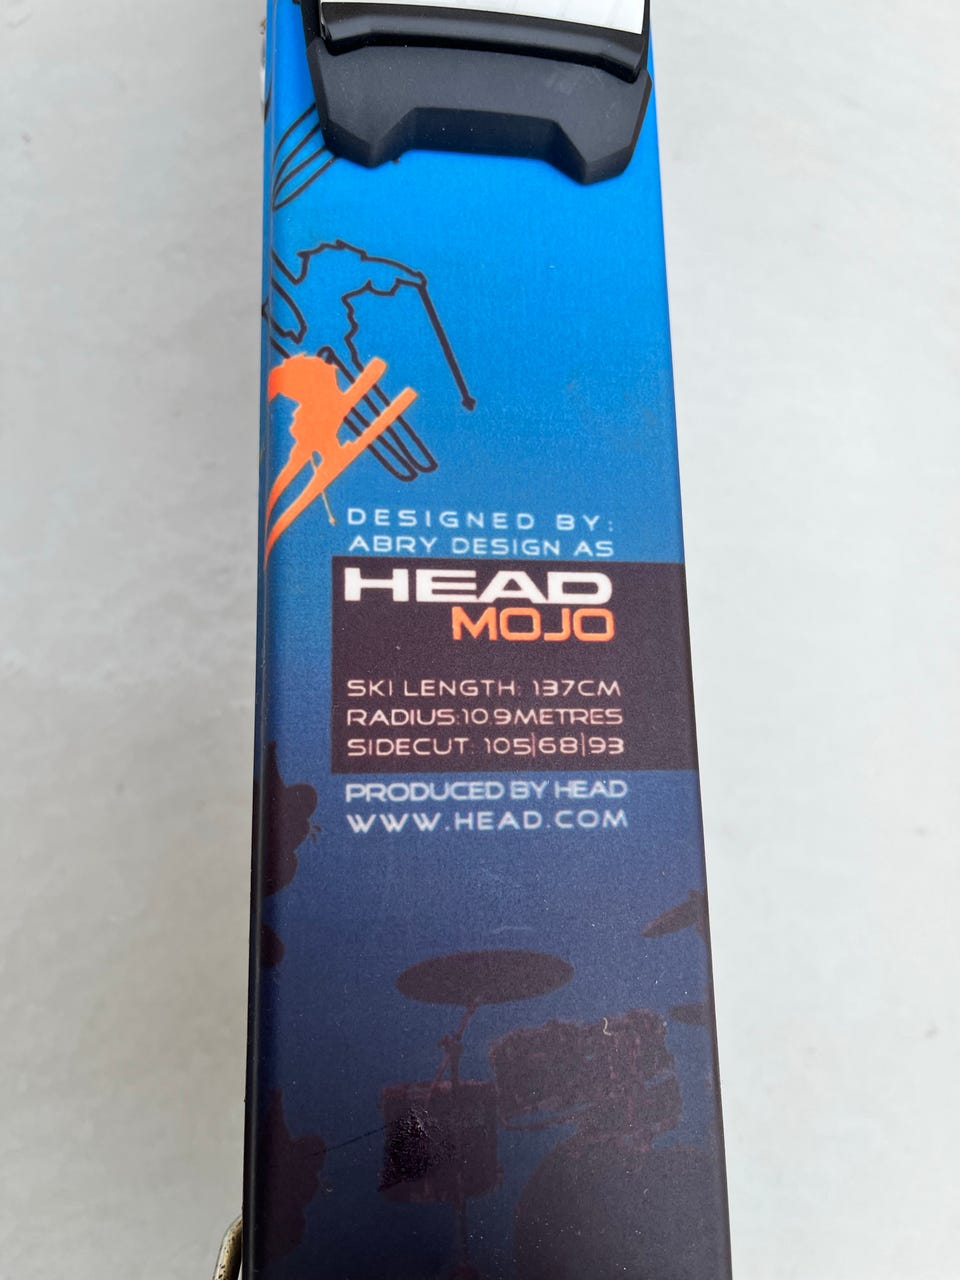 DESIGNED BY:
ABRY DESIGN AS
HEAD
MOJO
SKI LENGTH: 137CM
RADIUS:10.9METRES
SIDECUT: 105|68|93
PRODUCED BY HEAD
WWW.HEAD.COM